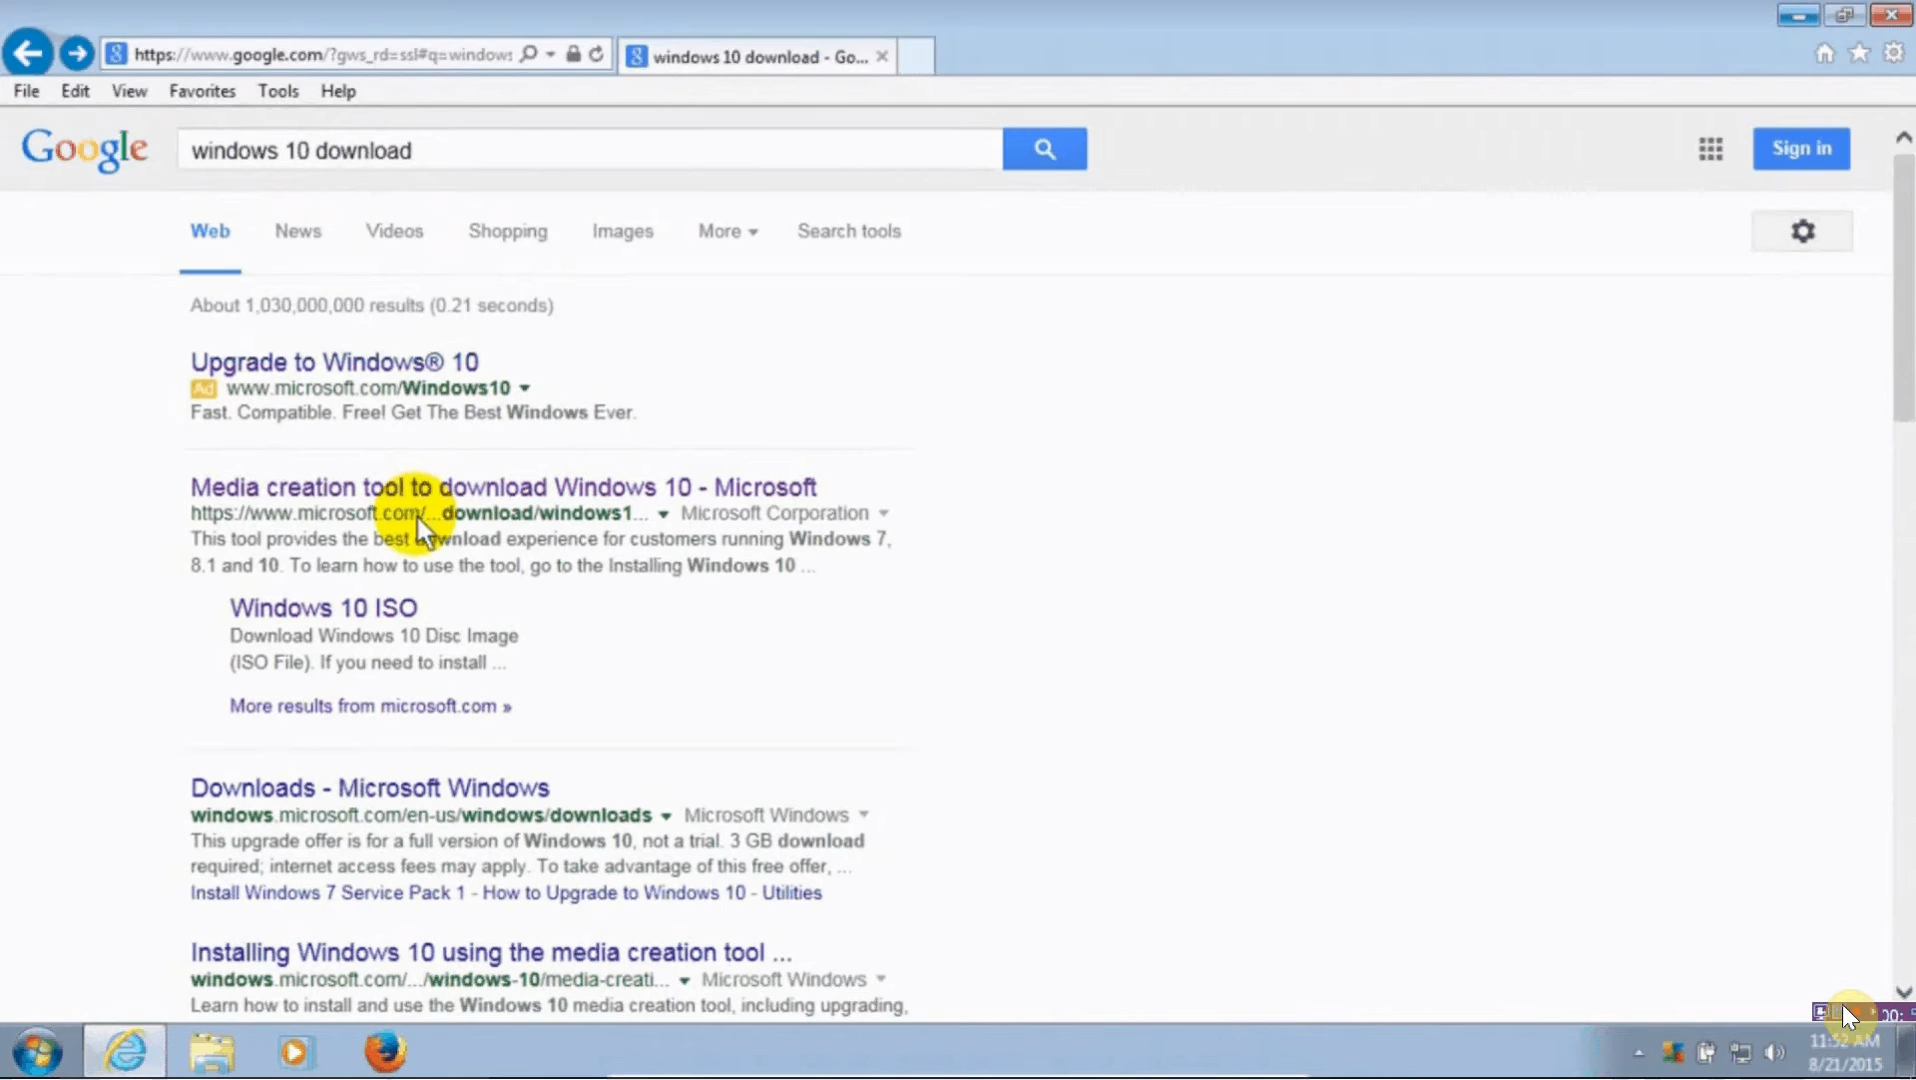 https://www.google.com/?gws_rd=ssl#q=windows
windows 10 download - Go...
File Edit View Favorites Tools Help
Google
windows 10 download
Sign in
Web News Videos Shopping Images More Search tools
About 1,030,000,000 results (0.21 seconds)
Upgrade to Windows® 10
Ad www.microsoft.com/Windows10
Fast. Compatible. Free! Get The Best Windows Ever.
Media creation tool to download Windows 10 - Microsoft
https://www.microsoft.com/...download/windows1... Microsoft Corporation
This tool provides the best download experience for customers running Windows 7,
8.1 and 10. To learn how to use the tool, go to the Installing Windows 10 ...
Windows 10 ISO
Download Windows 10 Disc Image
(ISO File). If you need to install ...
More results from microsoft.com »
Downloads - Microsoft Windows
windows.microsoft.com/en-us/windows/downloads Microsoft Windows
This upgrade offer is for a full version of Windows 10, not a trial. 3 GB download
required; internet access fees may apply. To take advantage of this free offer, ...
Install Windows 7 Service Pack 1 - How to Upgrade to Windows 10 - Utilities
Installing Windows 10 using the media creation tool ...
windows.microsoft.com/.../windows-10/media-creati... Microsoft Windows
Learn how to install and use the Windows 10 media creation tool, including upgrading,
00:
11:52 AM
8/21/2015